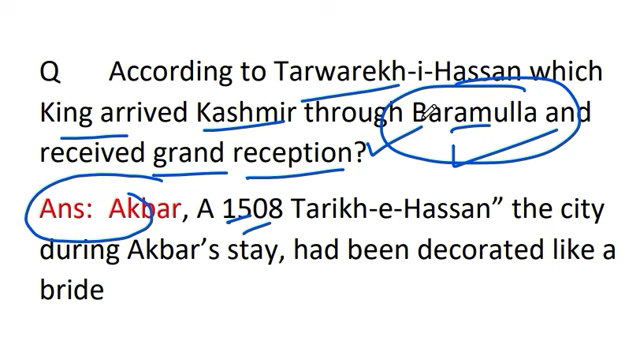 Q According to Tarwarekh-i-Hassan which
King arrived Kashmir through Baramulla and
received grand reception?
Ans: Akbar, A 1508 Tarikh-e-Hassan” the city
during Akbar’s stay, had been decorated like a
bride